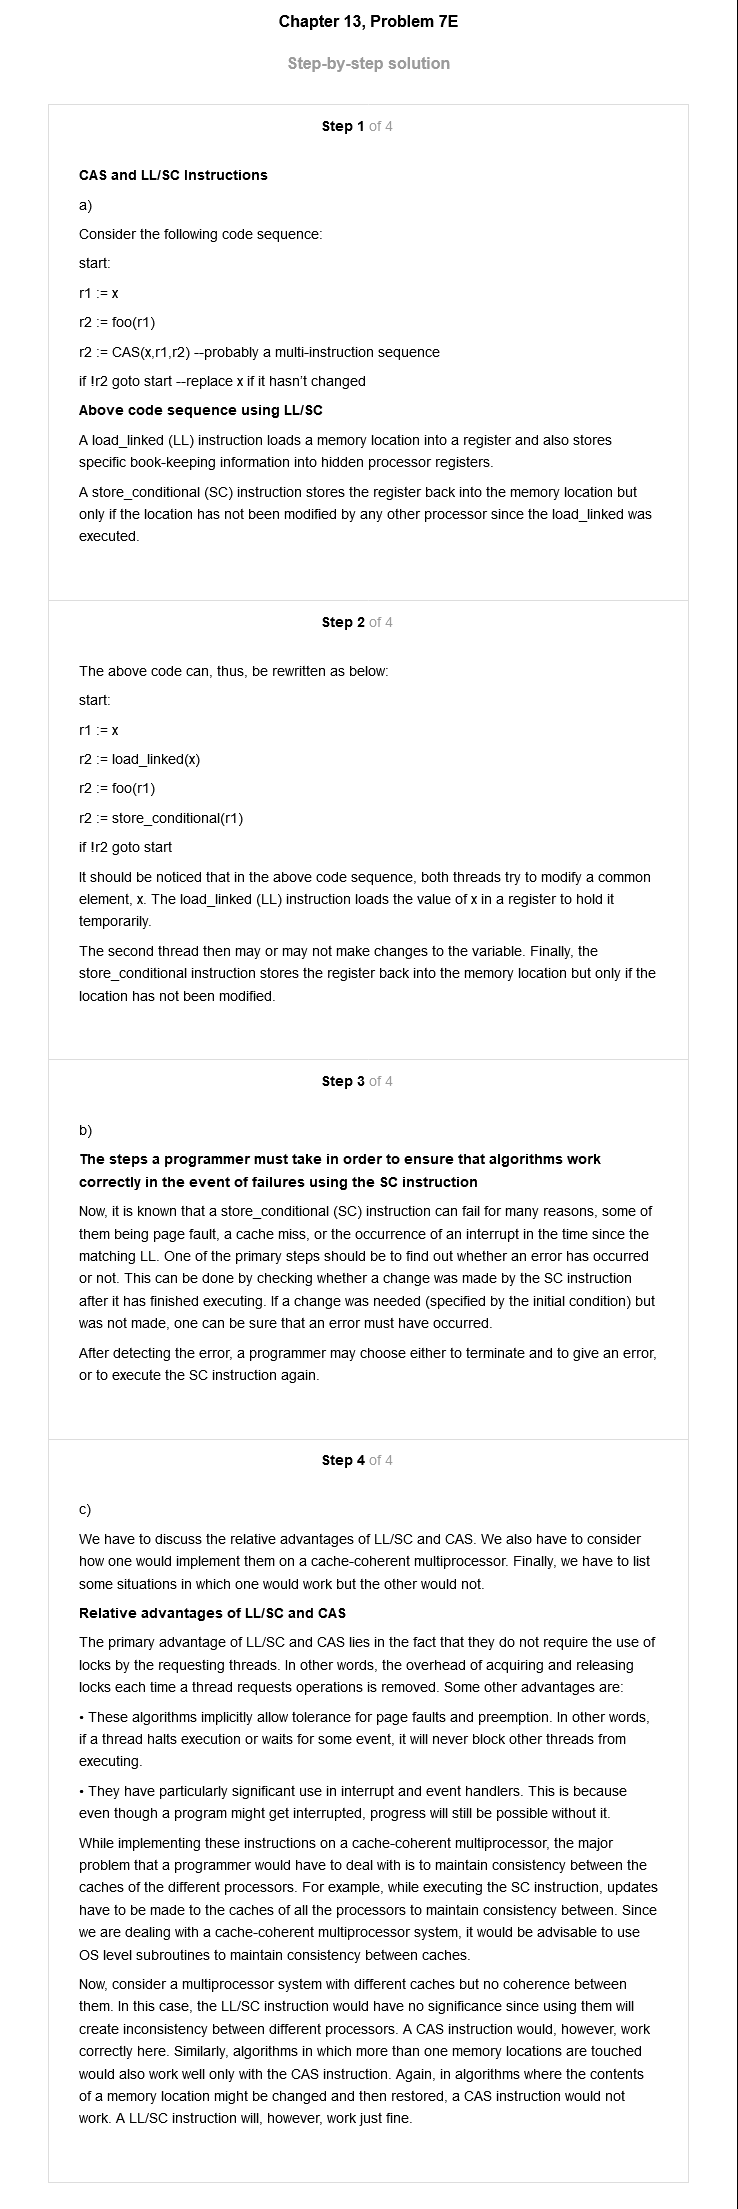 Chapter 13, Problem 7E
Step-by-step solution
Step 1 of 4
CAS and LL/SC Instructions
a)
Consider the following code sequence:
start:
r1 := x
r2 := foo(r1)
r2 := CAS(x,r1,r2) --probably a multi-instruction sequence
if !r2 goto start --replace x if it hasn't changed
Above code sequence using LL/SC
A load_linked (LL) instruction loads a memory location into a register and also stores
specific book-keeping information into hidden processor registers.
A store_conditional (SC) instruction stores the register back into the memory location but
only if the location has not been modified by any other processor since the load_linked was
executed.
Step 2 of 4
The above code can, thus, be rewritten as below:
start:
r1 := x
r2 := load_linked(x)
r2 := foo(r1)
r2 := store_conditional(r1)
if !r2 goto start
It should be noticed that in the above code sequence, both threads try to modify a common
element, x. The load_linked (LL) instruction loads the value of x in a register to hold it
temporarily.
The second thread then may or may not make changes to the variable. Finally, the
store_conditional instruction stores the register back into the memory location but only if the
location has not been modified.
Step 3 of 4
b)
The steps a programmer must take in order to ensure that algorithms work
correctly in the event of failures using the SC instruction
Now, it is known that a store_conditional (SC) instruction can fail for many reasons, some of
them being page fault, a cache miss, or the occurrence of an interrupt in the time since the
matching LL. One of the primary steps should be to find out whether an error has occurred
or not. This can be done by checking whether a change was made by the SC instruction
after it has finished executing. If a change was needed (specified by the initial condition) but
was not made, one can be sure that an error must have occurred.
After detecting the error, a programmer may choose either to terminate and to give an error,
or to execute the SC instruction again.
Step 4 of 4
c)
We have to discuss the relative advantages of LL/SC and CAS. We also have to consider
how one would implement them on a cache-coherent multiprocessor. Finally, we have to list
some situations in which one would work but the other would not.
Relative advantages of LL/SC and CAS
The primary advantage of LL/SC and CAS lies in the fact that they do not require the use of
locks by the requesting threads. In other words, the overhead of acquiring and releasing
locks each time a thread requests operations is removed. Some other advantages are:
• These algorithms implicitly allow tolerance for page faults and preemption. In other words,
if a thread halts execution or waits for some event, it will never block other threads from
executing.
• They have particularly significant use in interrupt and event handlers. This is because
even though a program might get interrupted, progress will still be possible without it.
While implementing these instructions on a cache-coherent multiprocessor, the major
problem that a programmer would have to deal with is to maintain consistency between the
caches of the different processors. For example, while executing the SC instruction, updates
have to be made to the caches of all the processors to maintain consistency between. Since
we are dealing with a cache-coherent multiprocessor system, it would be advisable to use
OS level subroutines to maintain consistency between caches.
Now, consider a multiprocessor system with different caches but no coherence between
them. In this case, the LL/SC instruction would have no significance since using them will
create inconsistency between different processors. A CAS instruction would, however, work
correctly here. Similarly, algorithms in which more than one memory locations are touched
would also work well only with the CAS instruction. Again, in algorithms where the contents
of a memory location might be changed and then restored, a CAS instruction would not
work. A LL/SC instruction will, however, work just fine.